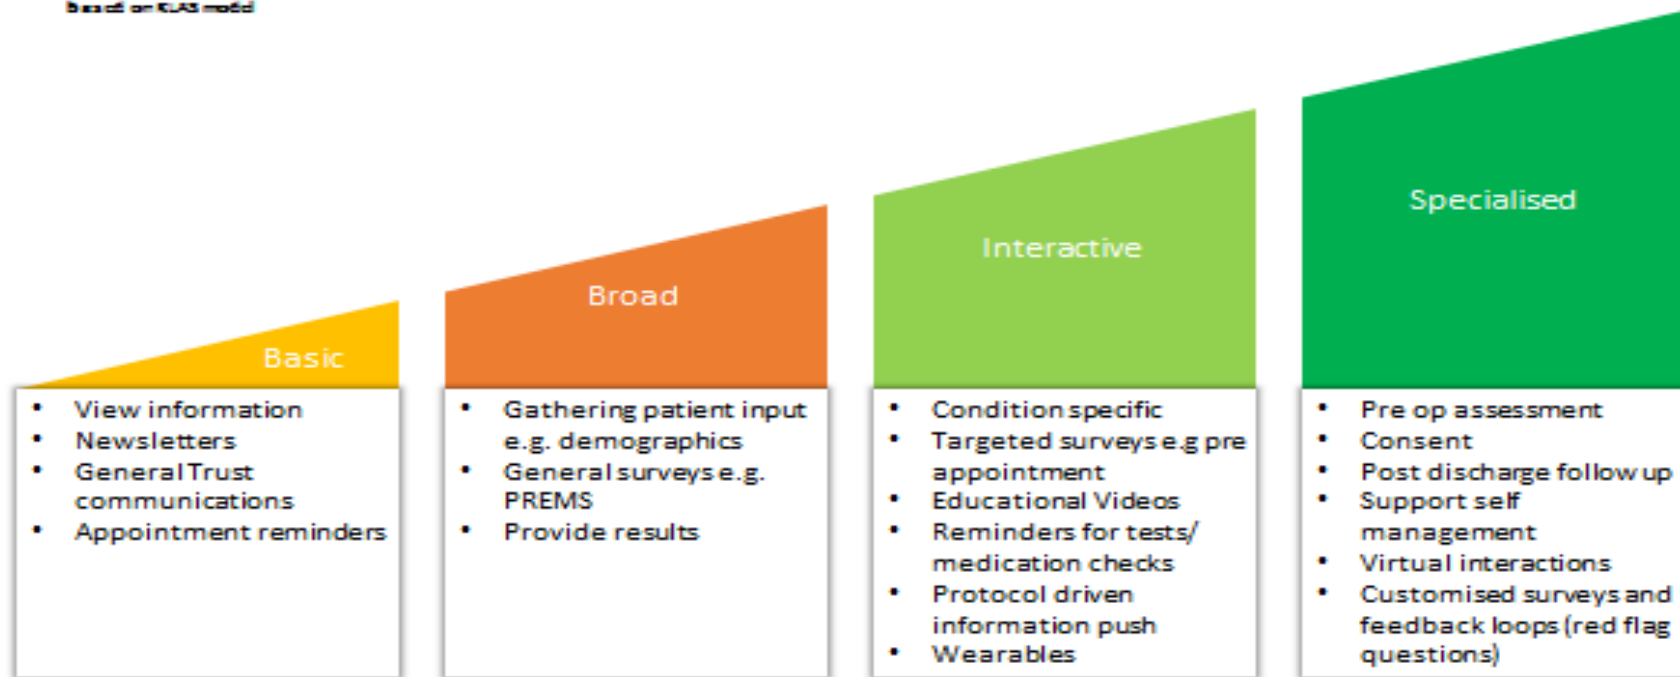 based on KLAS model
Basic
• View information
• Newsletters
• General Trust
communications
• Appointment reminders
Broad
• Gathering patient input
e.g. demographics
• General surveys e.g.
PREMS
• Provide results
Interactive
• Condition specific
• Targeted surveys e.g pre
appointment
• Educational Videos
• Reminders for tests/
medication checks
• Protocol driven
information push
• Wearables
Specialised
• Pre op assessment
• Consent
• Post discharge follow up
• Support self
management
• Virtual interactions
• Customised surveys and
feedback loops (red flag
questions)